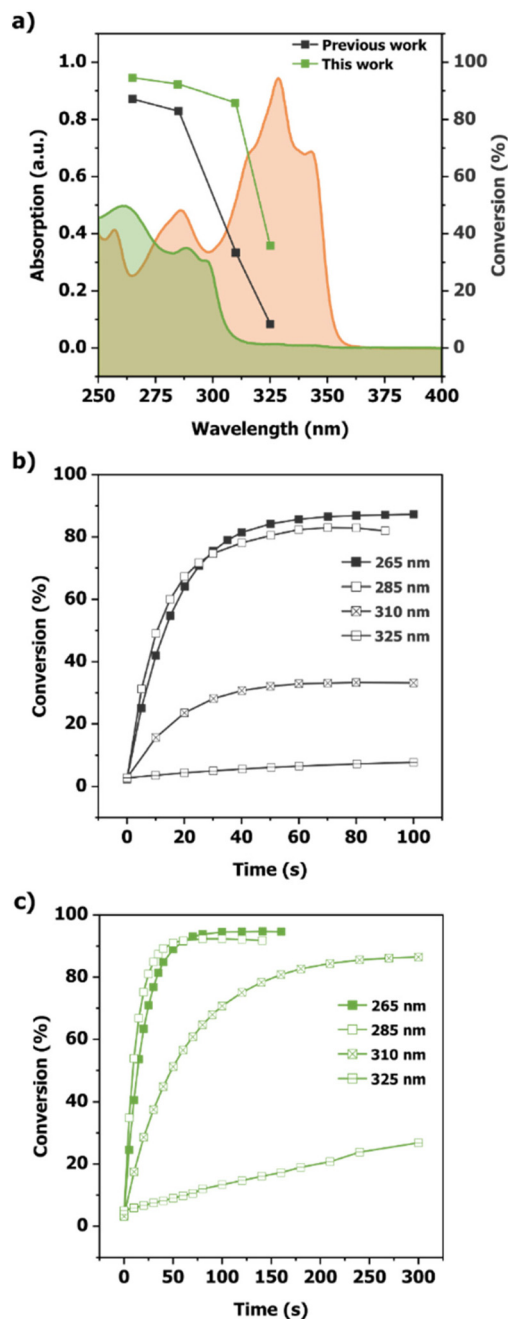 a)
Previous work
This work
1.0
0.8
0.6
0.4
0.2
0.0
Absorption (a.u.)
100
80
60
40
20
0
Conversion (%)
250 275 300 325 350 375 400
Wavelength (nm)
b)
100
80
60
40
20
0
Conversion (%)
265 nm
285 nm
310 nm
325 nm
0 20 40 60 80 100
Time (s)
c)
100
80
60
40
20
0
Conversion (%)
265 nm
285 nm
310 nm
325 nm
0 50 100 150 200 250 300
Time (s)